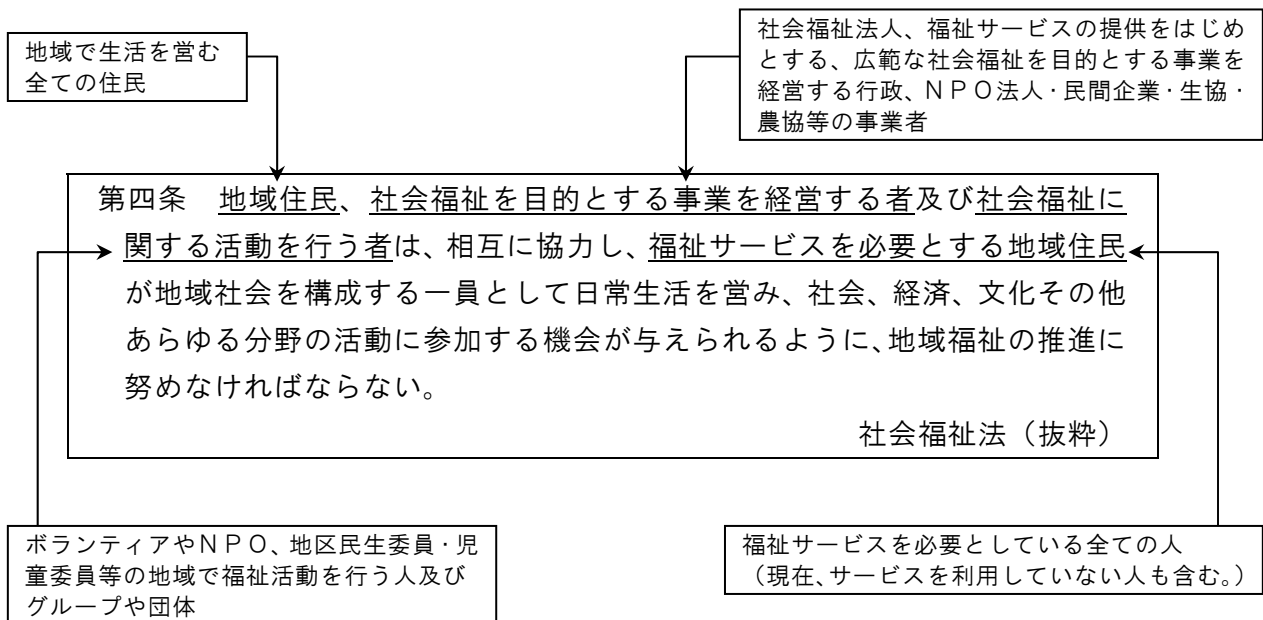 地域で生活を営む
全ての住民
社会福祉法人、福祉サービスの提供をはじめ
とする、広範な社会福祉を目的とする事業を
経営する行政、ＮＰＯ法人・民間企業・生協・
農協等の事業者
第四条　地域住民、社会福祉を目的とする事業を経営する者及び社会福祉に
関する活動を行う者は、相互に協力し、福祉サービスを必要とする地域住民
が地域社会を構成する一員として日常生活を営み、社会、経済、文化その他
あらゆる分野の活動に参加する機会が与えられるように、地域福祉の推進に
努めなければならない。
社会福祉法（抜粋）
ボランティアやＮＰＯ、地区民生委員・児
童委員等の地域で福祉活動を行う人及び
グループや団体
福祉サービスを必要としている全ての人
（現在、サービスを利用していない人も含む。）